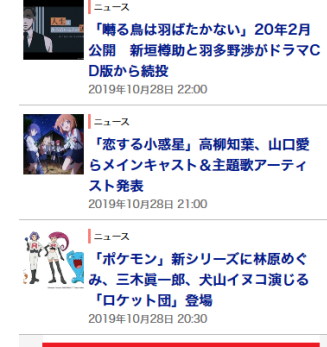 ニュース
「囀る鳥は羽ばたかない」20年2月
公開 新垣樽助と羽多野渉がドラマC
D版から続投
2019年10月28日 22:00
ニュース
「恋する小惑星」高柳知葉、山口愛
らメインキャスト＆主題歌アーティ
スト発表
2019年10月28日 21:00
ニュース
「ポケモン」新シリーズに林原めぐ
み、三木眞一郎、犬山イヌコ演じる
「ロケット団」登場
2019年10月28日 20:30